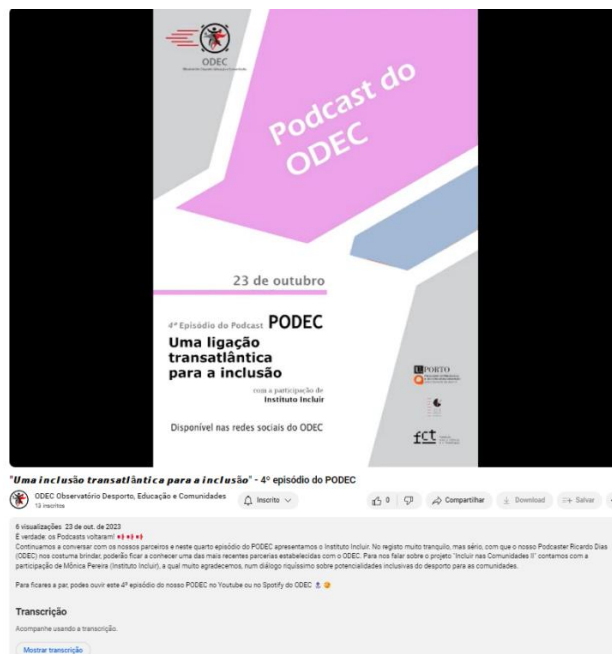 ODEC
Podcast do
ODEC
23 de outubro
4º Episódio do Podcast PODEC
Uma ligação
transatlântica
para a inclusão
com a participação de
Instituto Incluir
Disponível nas redes sociais do ODEC
U.PORTO
fct
"Uma inclusão transatlântica para a inclusão" - 4º episódio do PODEC
ODEC Observatório Desporto, Educação e Comunidades
13 inscritos
Inscrito
0
Compartilhar
Download
Salvar
6 visualizações 23 de out. de 2023
É verdade: os Podcasts voltaram!
Continuamos a conversar com os nossos parceiros e neste quarto episódio do PODEC apresentamos o Instituto Incluir. No registo muito tranquilo, mas sério, com que o nosso Podcaster Ricardo Dias
(ODEC) nos costuma brindar, poderão ficar a conhecer uma das mais recentes parcerias estabelecidas com o ODEC. Para nos falar sobre o projeto "Incluir nas Comunidades II" contamos com a
participação de Mônica Pereira (Instituto Incluir), a qual muito agradecemos, num diálogo riquíssimo sobre potencialidades inclusivas do desporto para as comunidades.
Para ficares a par, podes ouvir este 4º episódio do nosso PODEC no Youtube ou no Spotify do ODEC
Transcrição
Acompanhe usando a transcrição.
Mostrar transcrição